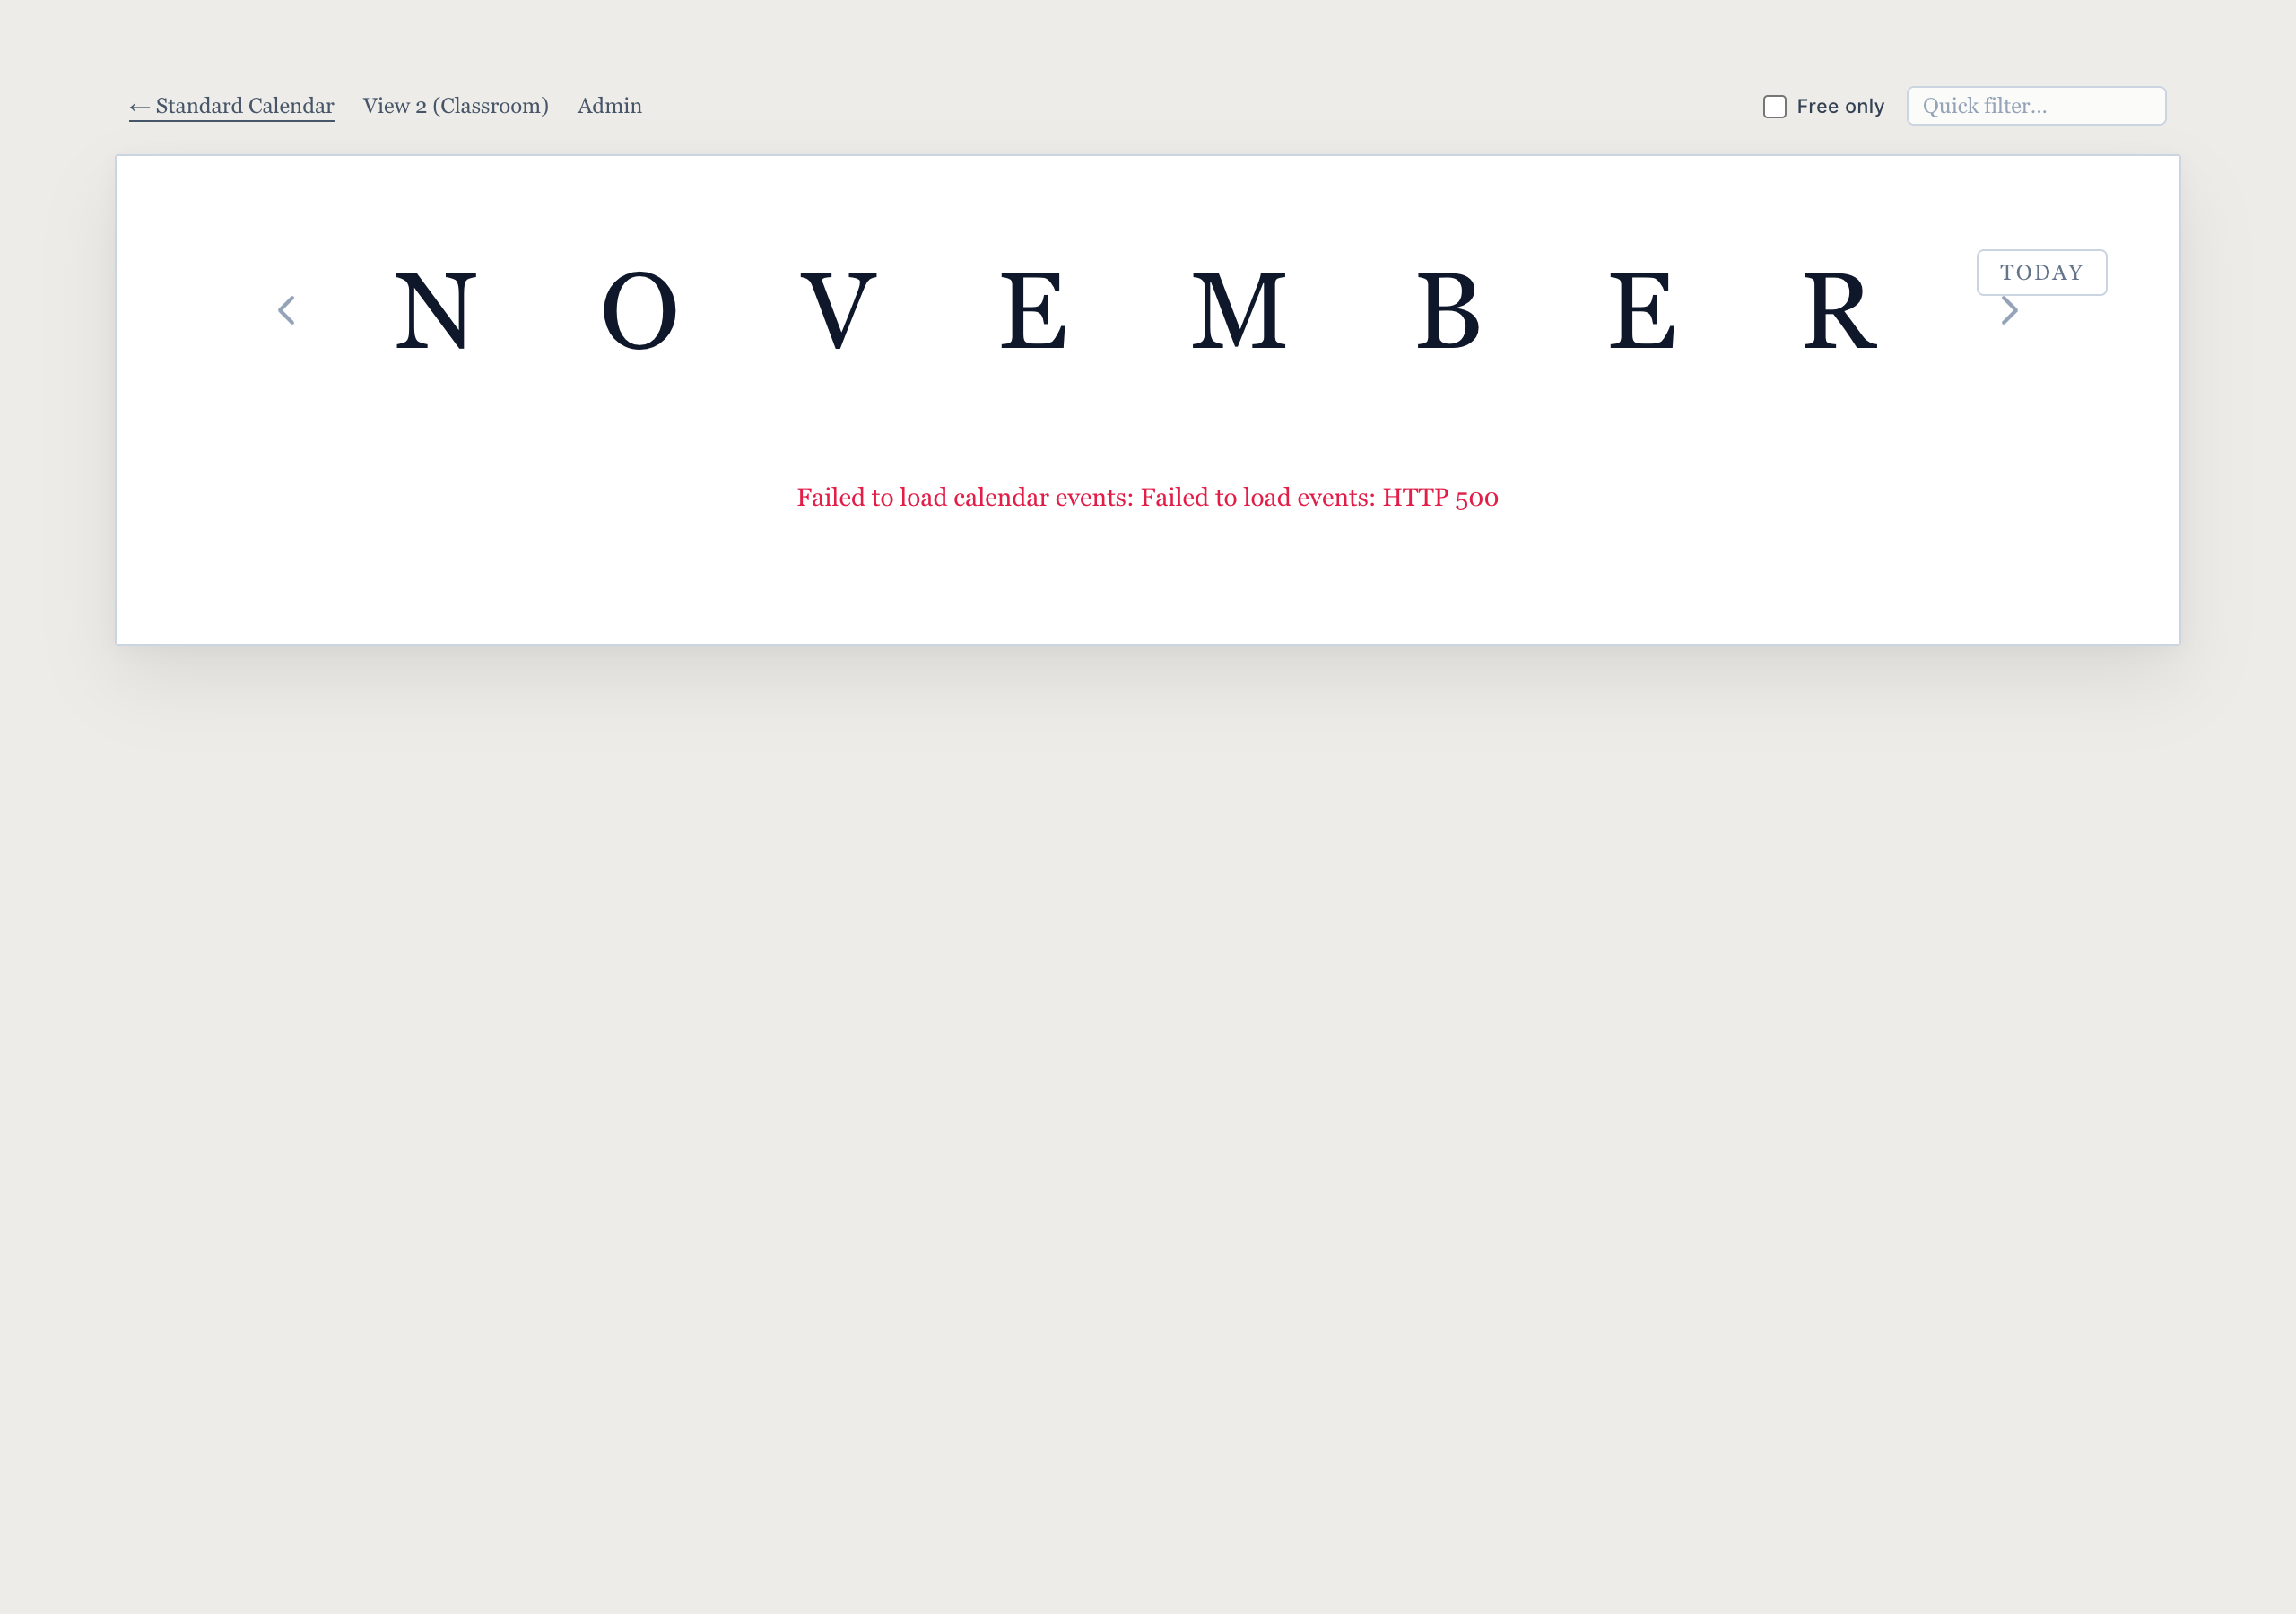 ← Standard Calendar View 2 (Classroom) Admin Free only Quick filter...
TODAY
NOVEMBER
Failed to load calendar events: Failed to load events: HTTP 500